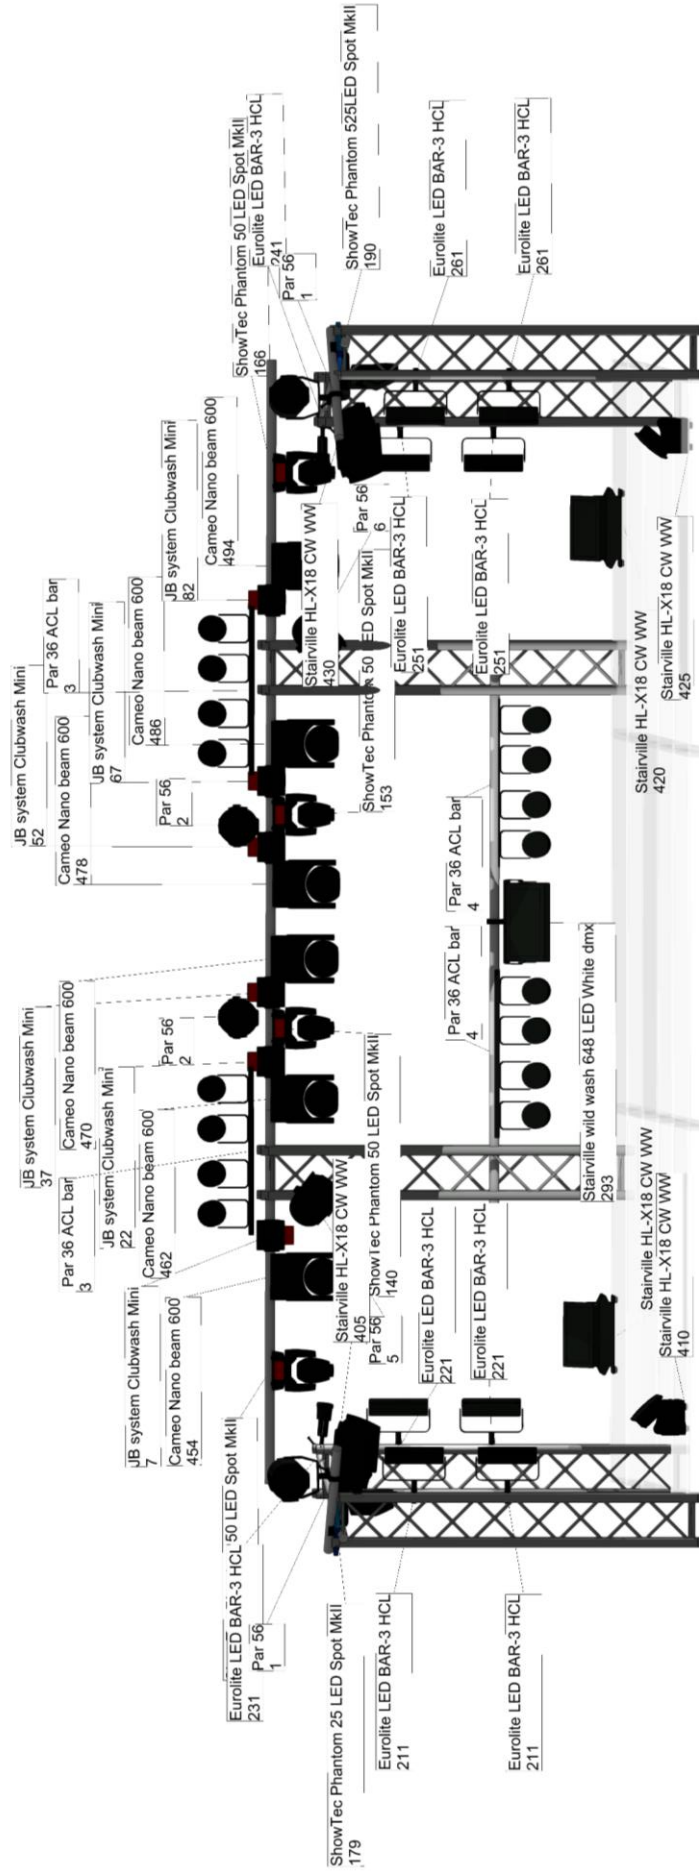 JB system Clubwash Mini
52
JB system Clubwash Mini
37
Par 36 ACL bar
3
Cameo Nano beam 600
478
Par 36 ACL bar
3
Cameo Nano beam 600
470
JB system Clubwash Mini
67
JB system Clubwash Mini
22
JB system Clubwash Mini
7
Cameo Nano beam 600
486
Cameo Nano beam 600
462
Par 56
2
Par 56
2
JB system Clubwash Mini
82
Cameo Nano beam 600
454
Cameo Nano beam 600
494
50 LED Spot MkII
Eurolite LED BAR-3 HCL
231
ShowTec Phantom 50 LED Spot MkII
166
Eurolite LED BAR-3 HCL
241
Par 56
1
Par 56
1
Stairville HL-X18 CW WW
430
ShowTec Phantom 25 LED Spot MkII
179
Stairville HL-X18 CW WW
405
ShowTec Phantom 525LED Spot MkII
190
Par 56
6
ShowTec Phantom 50 LED Spot MkII
153
Par 56
5
ShowTec Phantom 50 LED Spot MkII
140
Eurolite LED BAR-3 HCL
211
Eurolite LED BAR-3 HCL
221
Eurolite LED BAR-3 HCL
251
Eurolite LED BAR-3 HCL
261
Par 36 ACL bar
4
Par 36 ACL bar
4
Eurolite LED BAR-3 HCL
211
Eurolite LED BAR-3 HCL
221
Eurolite LED BAR-3 HCL
251
Eurolite LED BAR-3 HCL
261
Stairville wild wash 648 LED White dmx
293
Stairville HL-X18 CW WW
Stairville HL-X18 CW WW
410
Stairville HL-X18 CW WW
420
Stairville HL-X18 CW WW
425